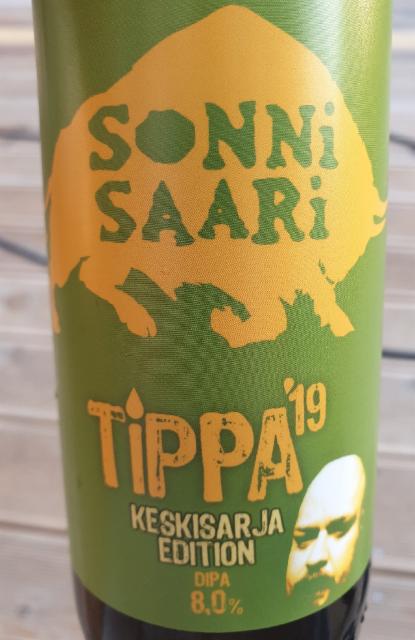 SONNi
SAARi
TiPPA'19
KESKISARJA
EDITION
DIPA
8,0%